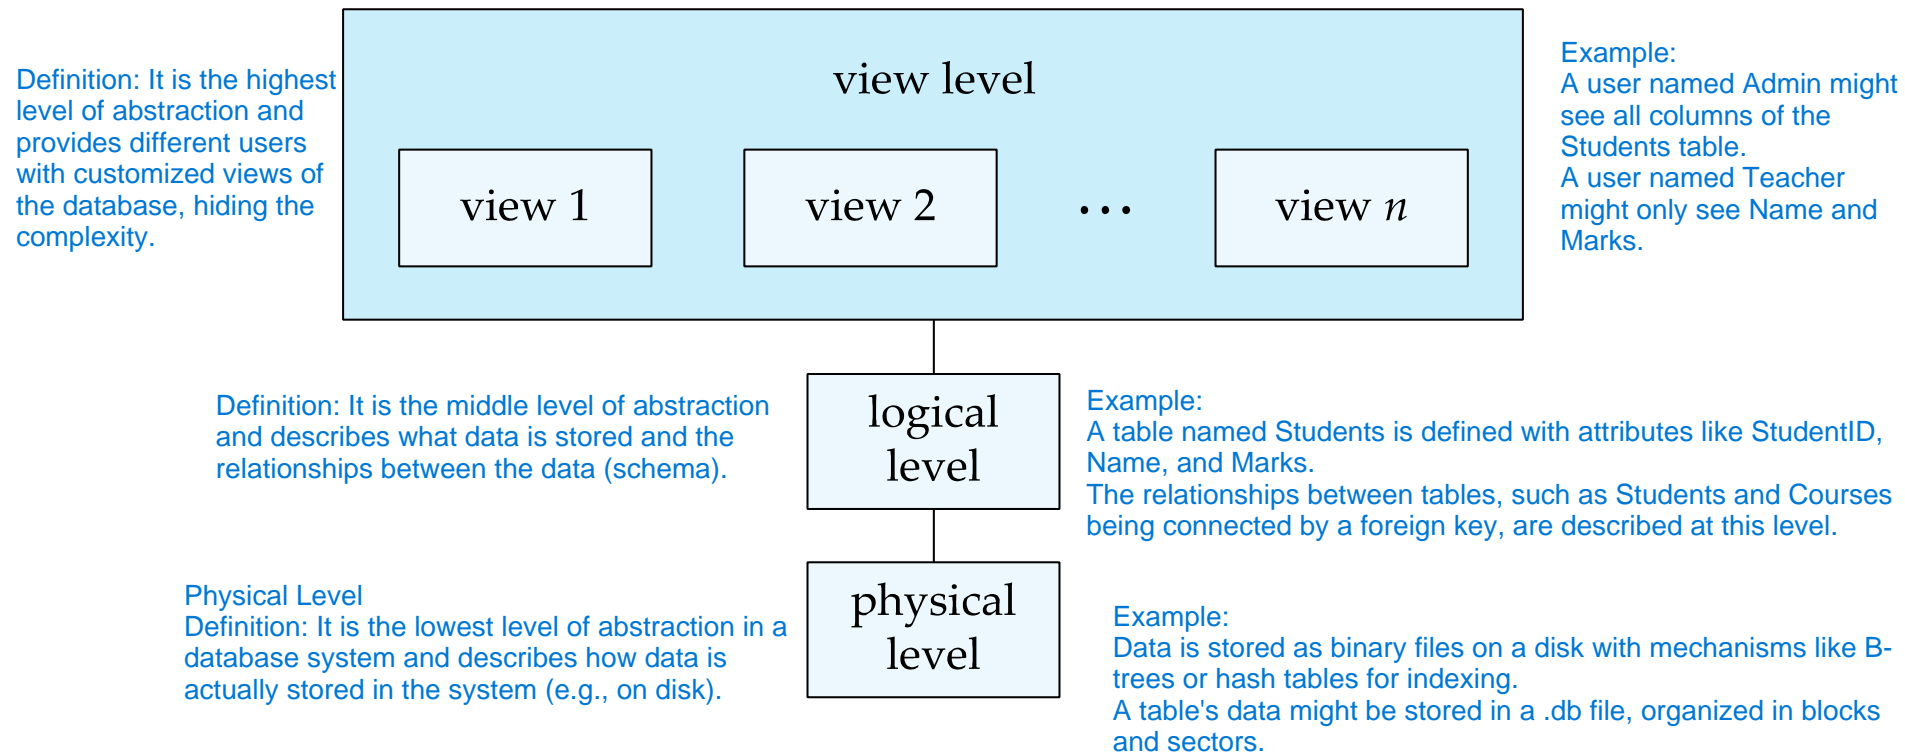 Definition: It is the highest
level of abstraction and
provides different users
with customized views of
the database, hiding the
complexity.
view level
view 1
view 2
...
view n
Example:
A user named Admin might
see all columns of the
Students table.
A user named Teacher
might only see Name and
Marks.
Definition: It is the middle level of abstraction
and describes what data is stored and the
relationships between the data (schema).
logical
level
Example:
A table named Students is defined with attributes like StudentID,
Name, and Marks.
The relationships between tables, such as Students and Courses
being connected by a foreign key, are described at this level.
Physical Level
Definition: It is the lowest level of abstraction in a
database system and describes how data is
actually stored in the system (e.g., on disk).
physical
level
Example:
Data is stored as binary files on a disk with mechanisms like B-
trees or hash tables for indexing.
A table's data might be stored in a .db file, organized in blocks
and sectors.